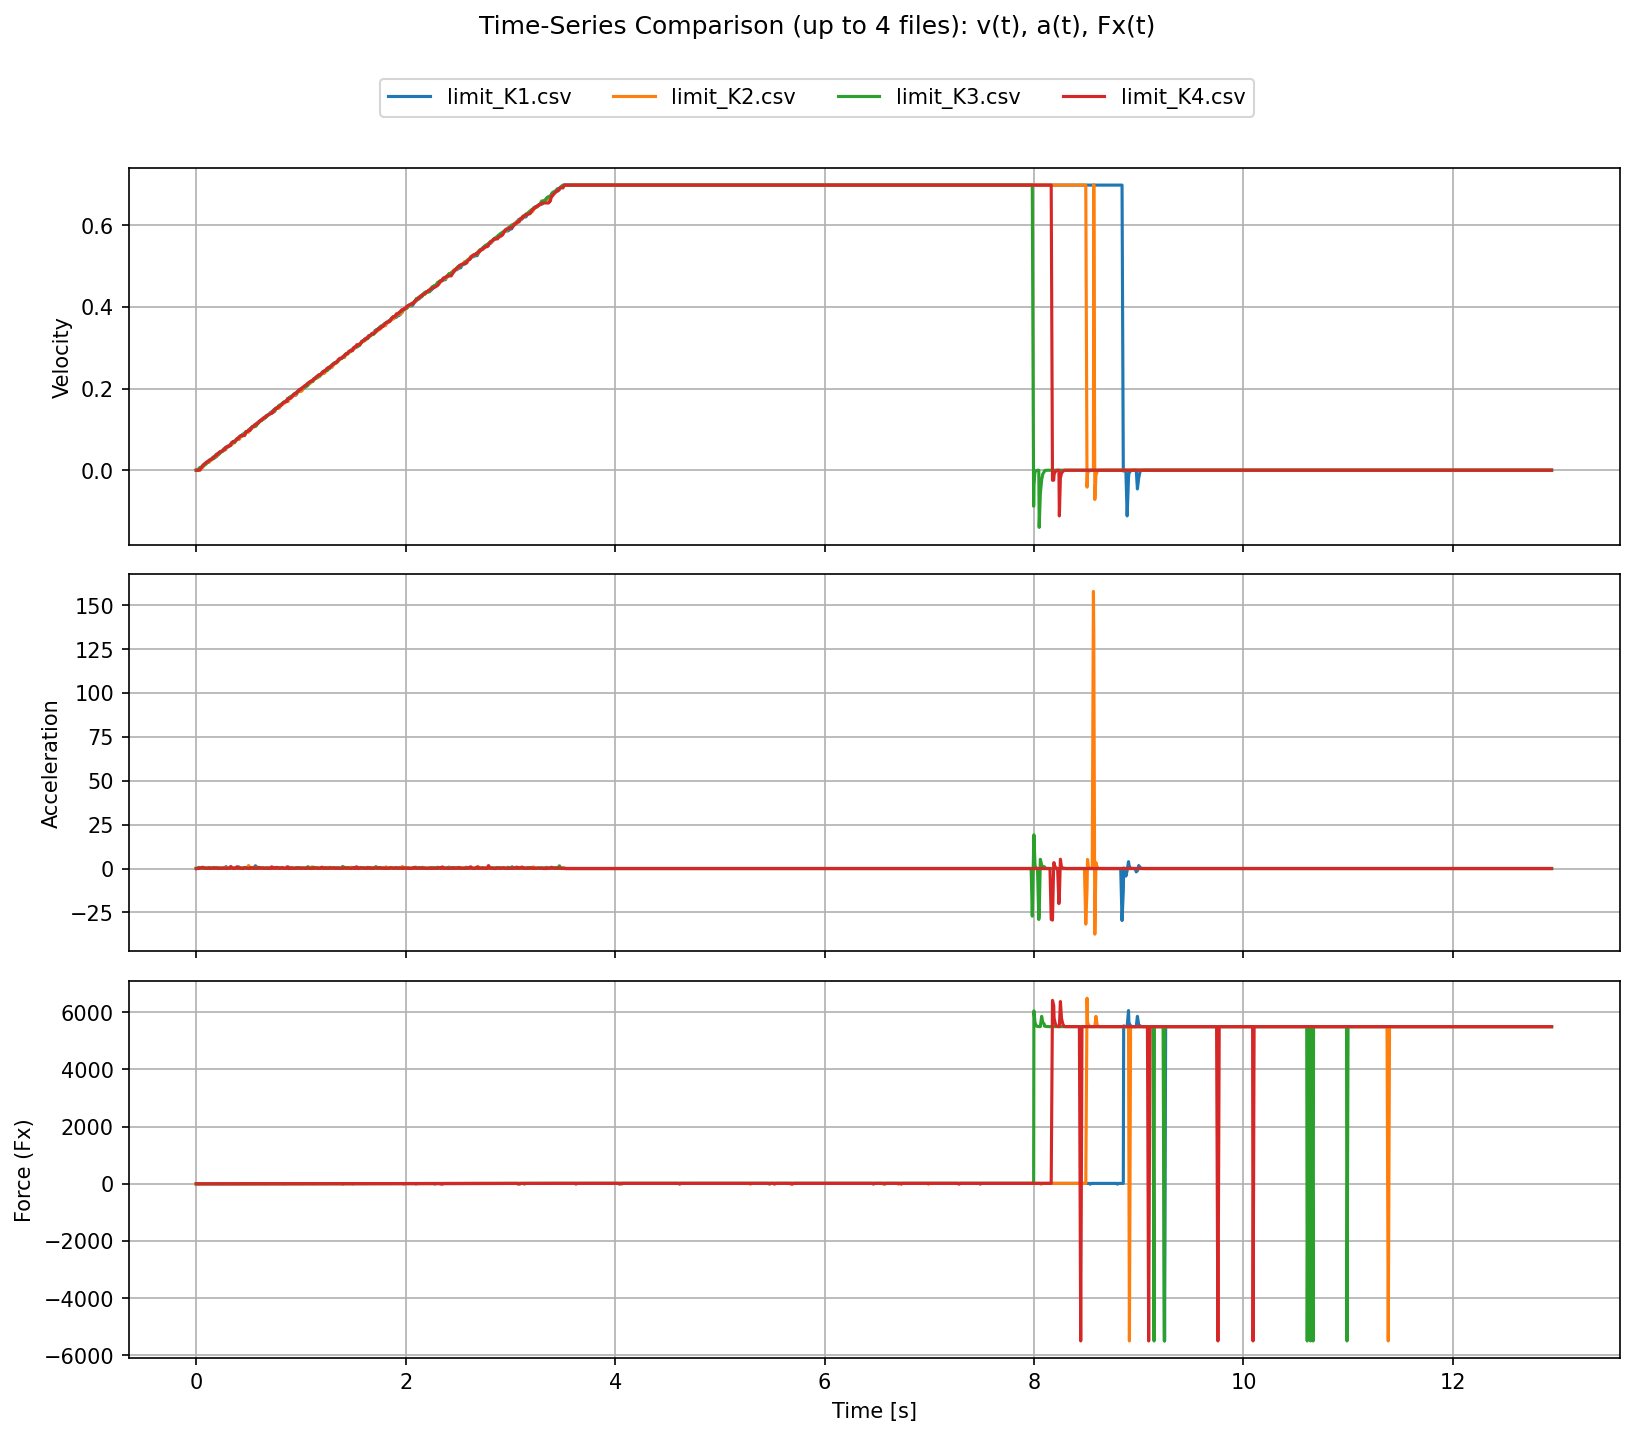 Time-Series Comparison (up to 4 files): v(t), a(t), Fx(t)
limit_K1.csv limit_K2.csv limit_K3.csv limit_K4.csv
Velocity
0.6
0.4
0.2
0.0
Acceleration
150
125
100
75
50
25
0
−25
Force (Fx)
6000
4000
2000
0
−2000
−4000
−6000
0 2 4 6 8 10 12
Time [s]